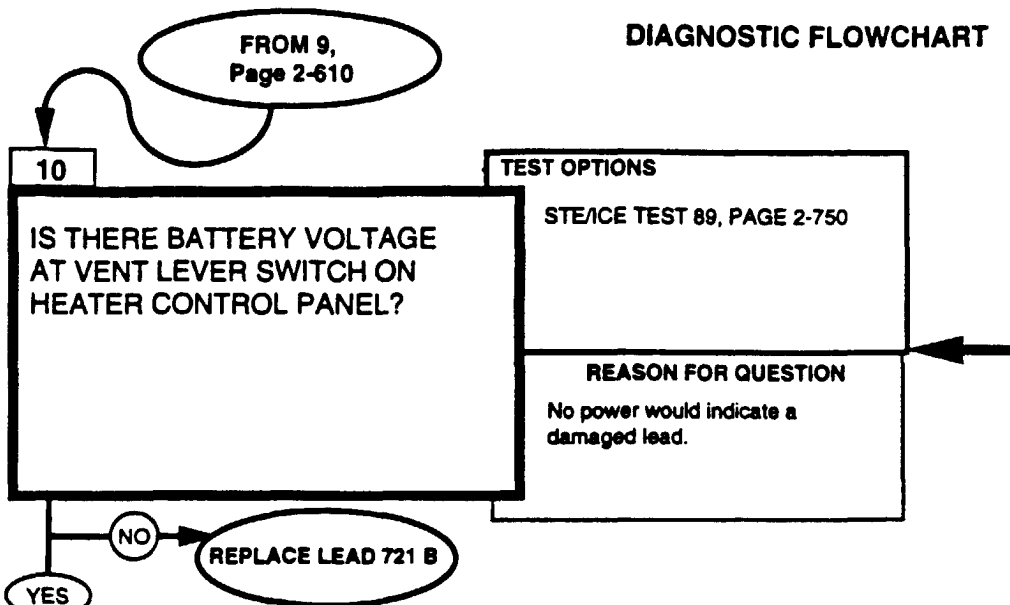 DIAGNOSTIC FLOWCHART
FROM 9,
Page 2-610
10
IS THERE BATTERY VOLTAGE
AT VENT LEVER SWITCH ON
HEATER CONTROL PANEL?
TEST OPTIONS
STE/ICE TEST 89, PAGE 2-750
REASON FOR QUESTION
No power would indicate a
damaged lead.
NO
REPLACE LEAD 721 B
YES